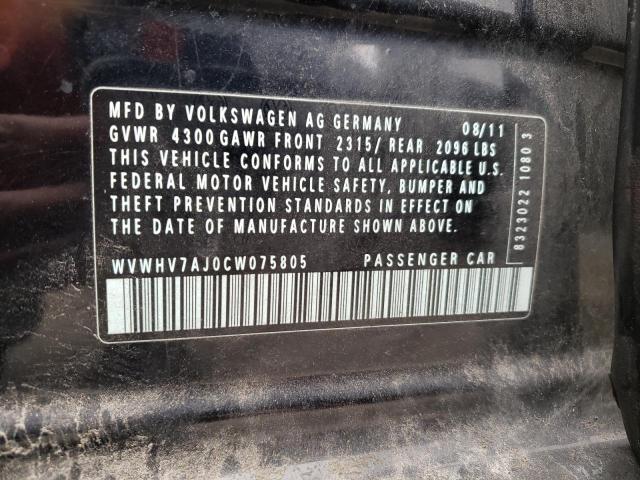 MFD BY VOLKSWAGEN AG GERMANY 08/11
GVWR 4300 GAWR FRONT 2315/ REAR 2096 LBS
THIS VEHICLE CONFORMS TO ALL APPLICABLE U.S.
FEDERAL MOTOR VEHICLE SAFETY, BUMPER AND
THEFT PREVENTION STANDARDS IN EFFECT ON
THE DATE OF MANUFACTURE SHOWN ABOVE.
WVWHV7AJ0CW075805 PASSENGER CAR
8323022 1080 3